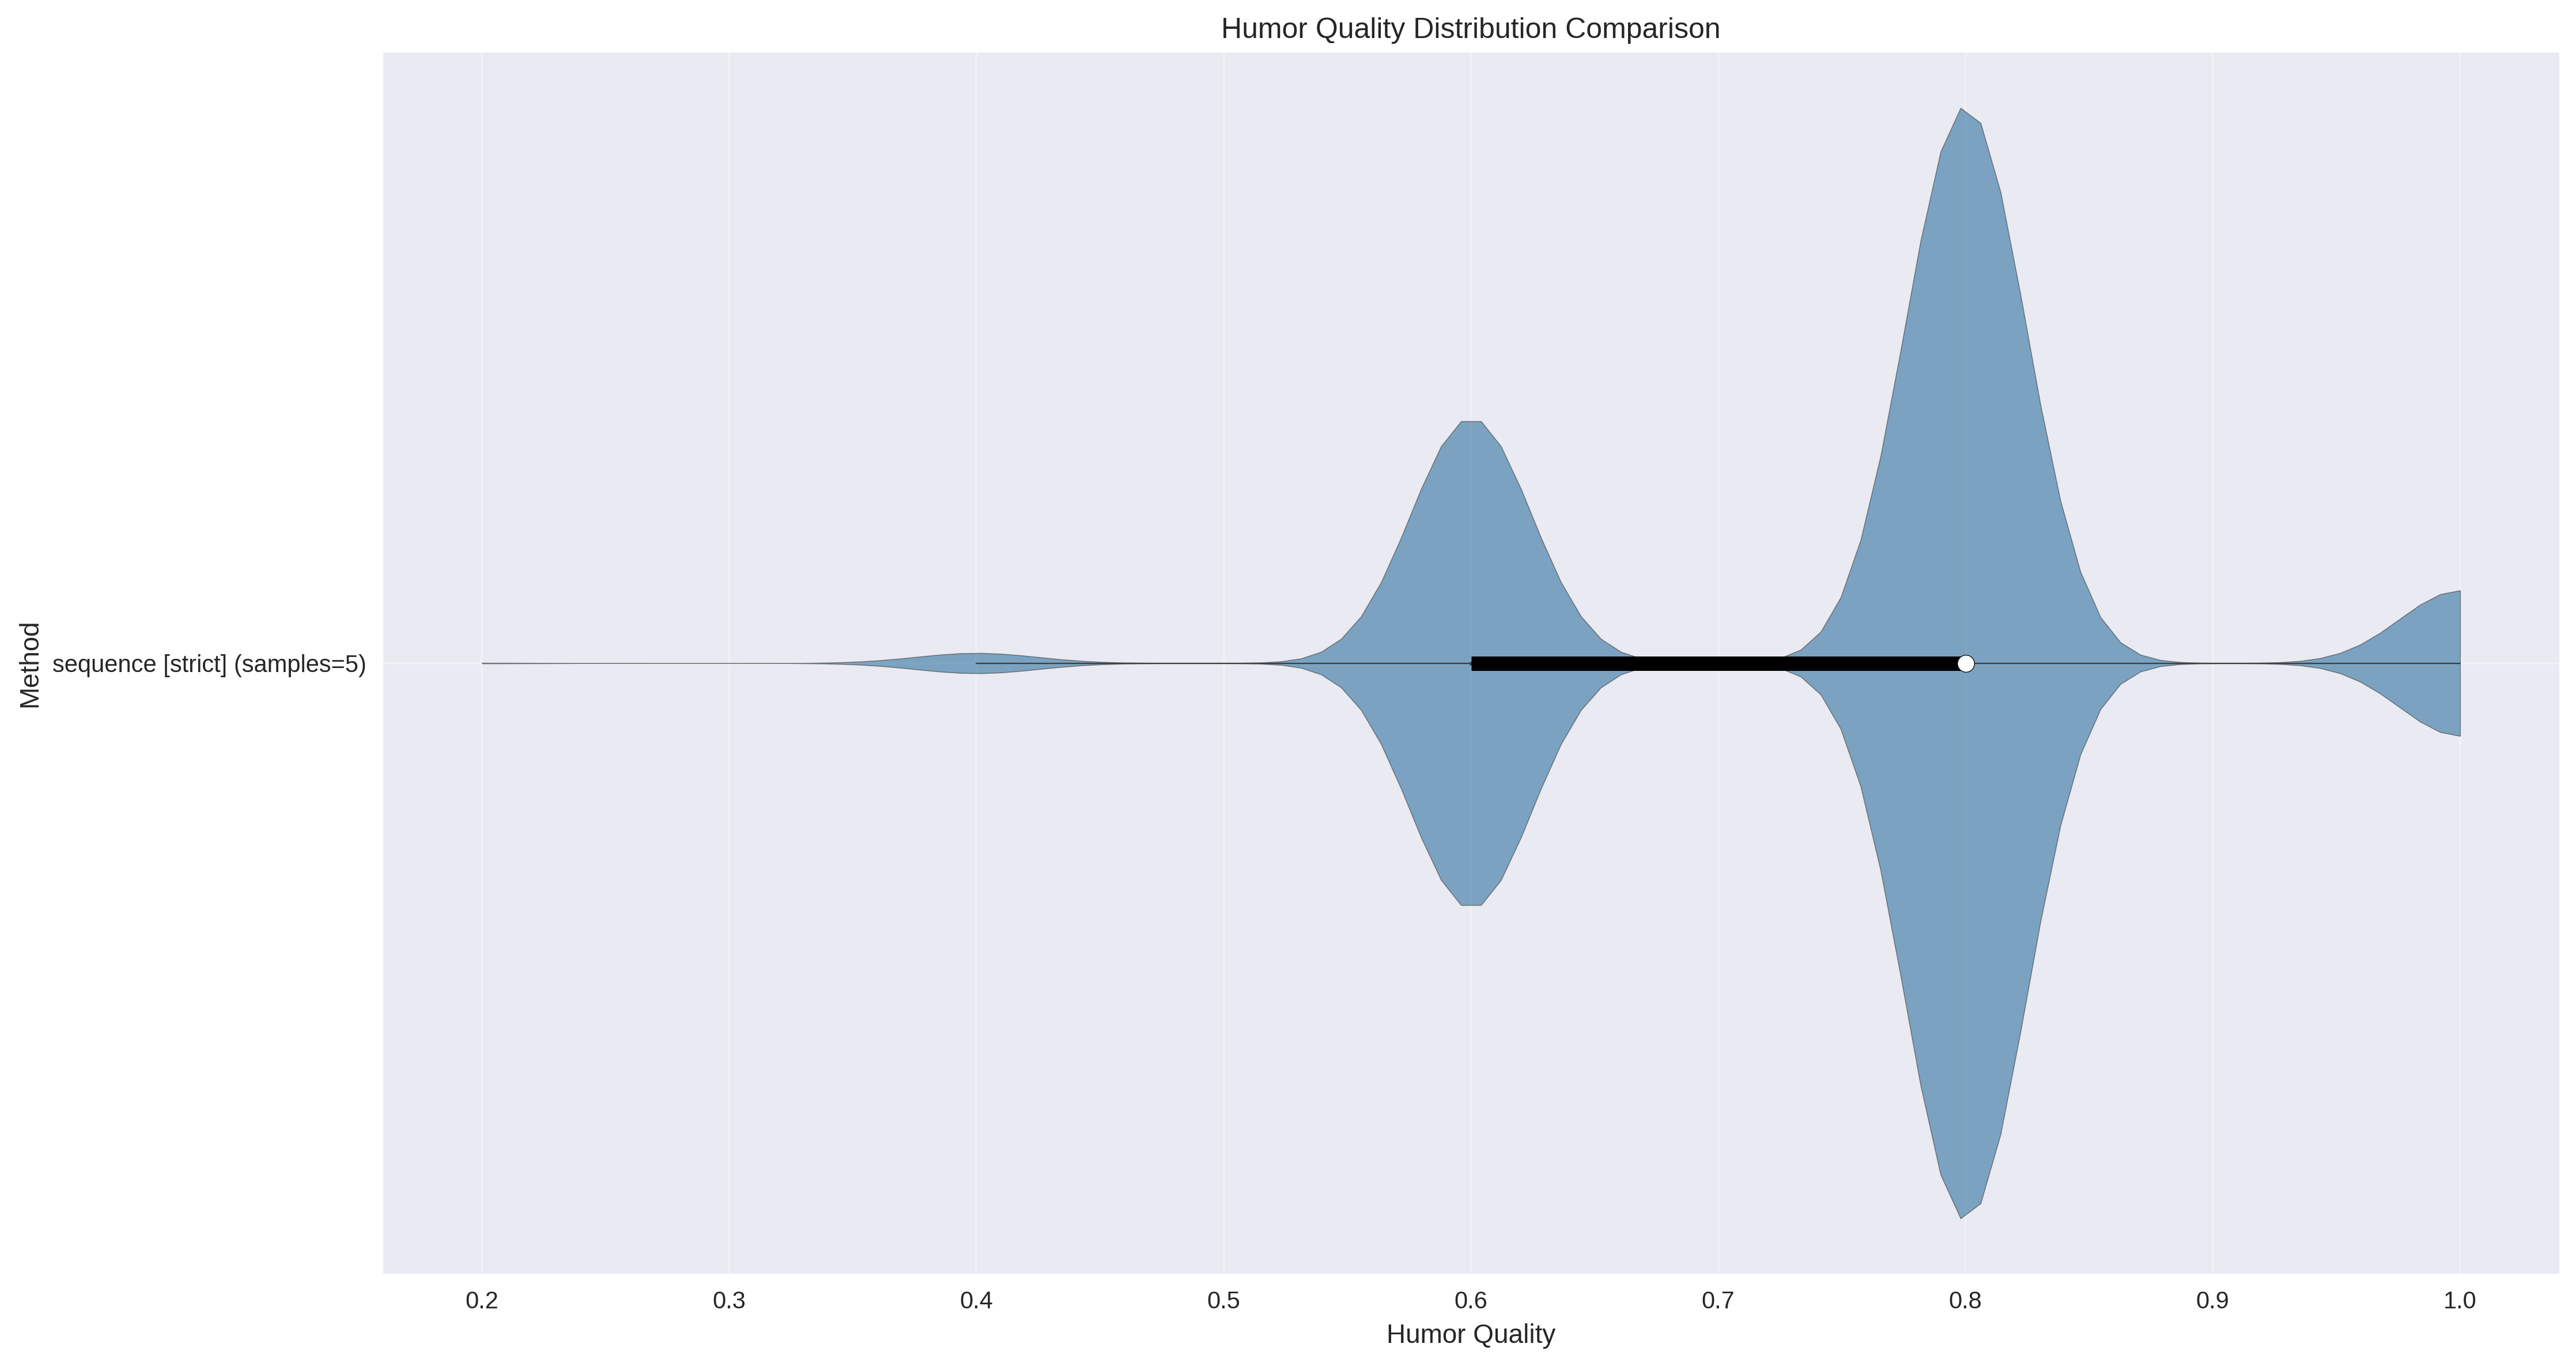 Humor Quality Distribution Comparison
Method
sequence [strict] (samples=5)
0.2 0.3 0.4 0.5 0.6 0.7 0.8 0.9 1.0
Humor Quality